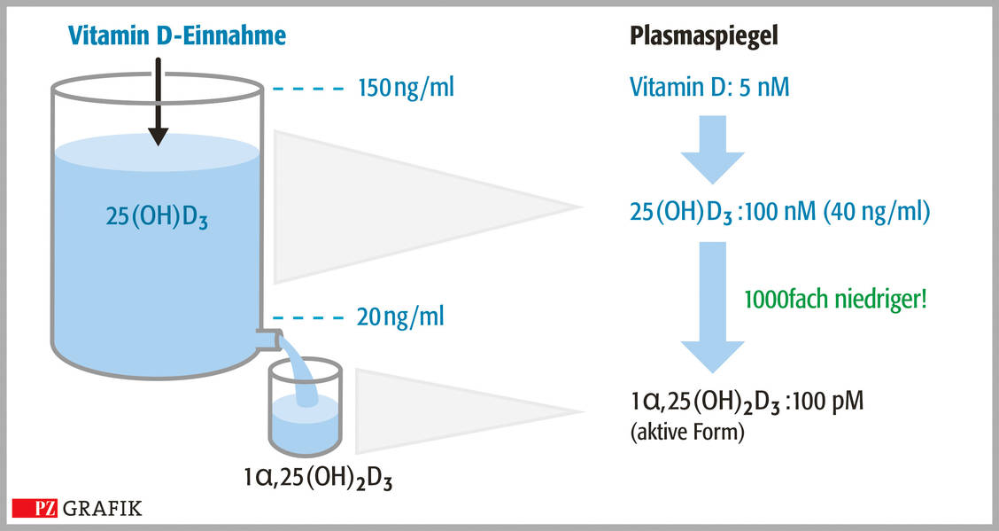 Vitamin D-Einnahme
150 ng/ml
25(OH)D₃
20 ng/ml
1α,25(OH)₂D₃
Plasmaspiegel
Vitamin D: 5 nM
25(OH)D₃ :100 nM (40 ng/ml)
1000fach niedriger!
1α,25(OH)₂D₃ :100 pM
(aktive Form)
PZ GRAFIK